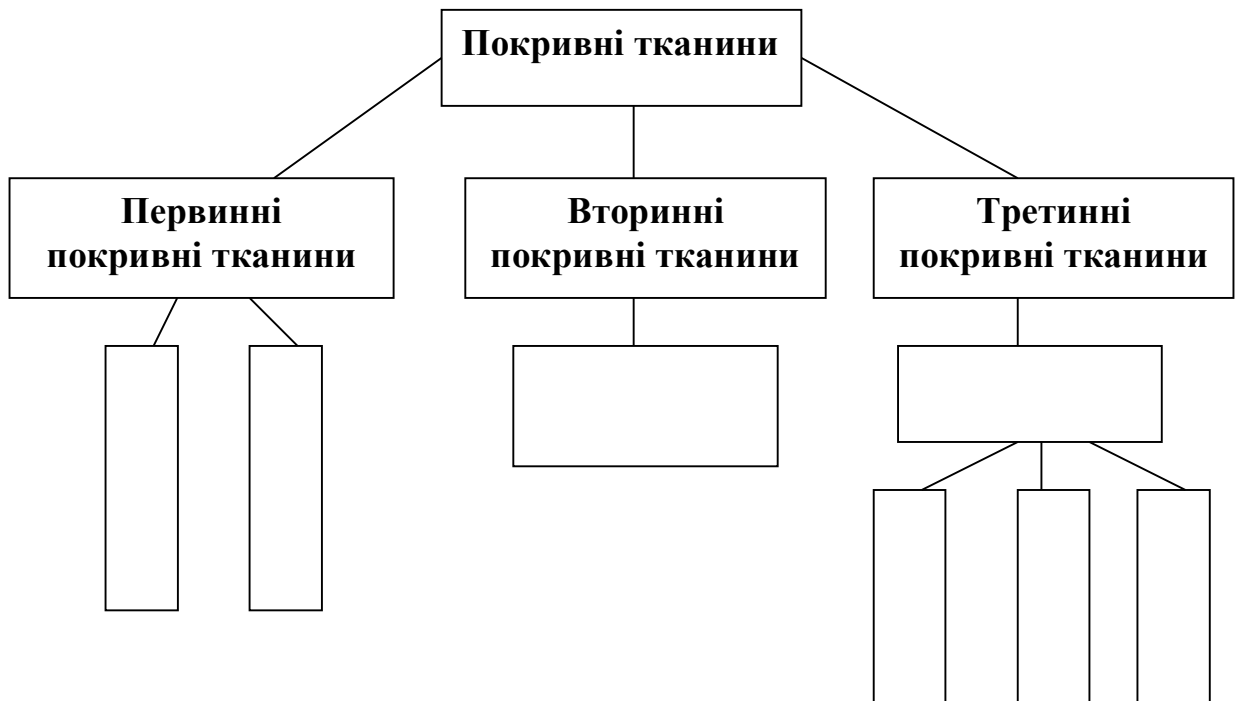 Покривні тканини
Первинні
покривні тканини
Вторинні
покривні тканини
Третинні
покривні тканини